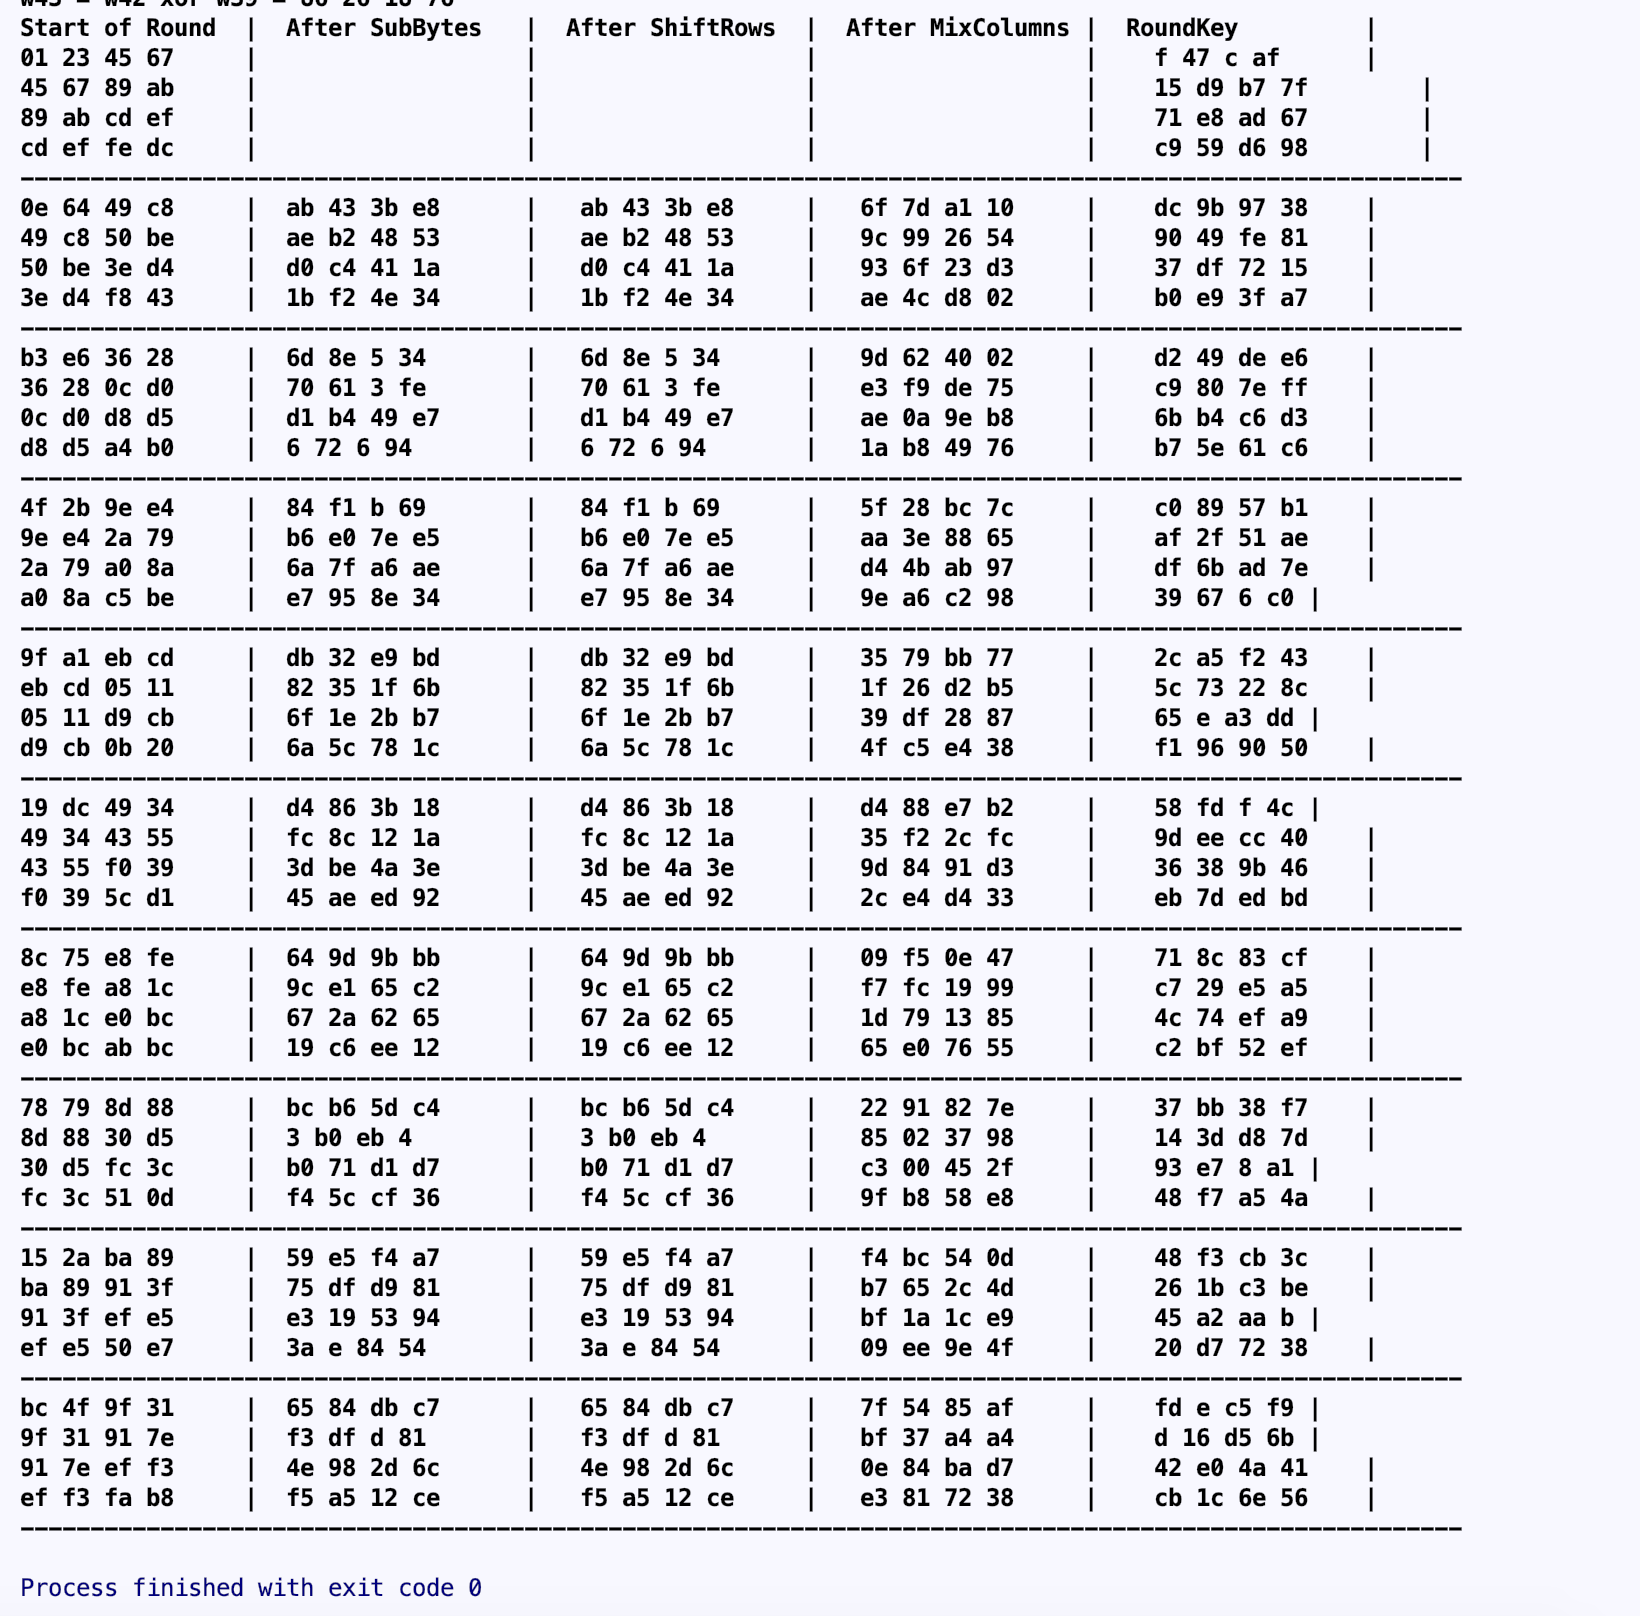 Start of Round | After SubBytes | After ShiftRows | After MixColumns | RoundKey |
01 23 45 67 | | | | f 47 c af |
45 67 89 ab | | | | 15 d9 b7 7f |
89 ab cd ef | | | | 71 e8 ad 67 |
cd ef fe dc | | | | c9 59 d6 98 |
0e 64 49 c8 | ab 43 3b e8 | ab 43 3b e8 | 6f 7d a1 10 | dc 9b 97 38 |
49 c8 50 be | ae b2 48 53 | ae b2 48 53 | 9c 99 26 54 | 90 49 fe 81 |
50 be 3e d4 | d0 c4 41 1a | d0 c4 41 1a | 93 6f 23 d3 | 37 df 72 15 |
3e d4 f8 43 | 1b f2 4e 34 | 1b f2 4e 34 | ae 4c d8 02 | b0 e9 3f a7 |
b3 e6 36 28 | 6d 8e 5 34 | 6d 8e 5 34 | 9d 62 40 02 | d2 49 de e6 |
36 28 0c d0 | 70 61 3 fe | 70 61 3 fe | e3 f9 de 75 | c9 80 7e ff |
0c d0 d8 d5 | d1 b4 49 e7 | d1 b4 49 e7 | ae 0a 9e b8 | 6b b4 c6 d3 |
d8 d5 a4 b0 | 6 72 6 94 | 6 72 6 94 | 1a b8 49 76 | b7 5e 61 c6 |
4f 2b 9e e4 | 84 f1 b 69 | 84 f1 b 69 | 5f 28 bc 7c | c0 89 57 b1 |
9e e4 2a 79 | b6 e0 7e e5 | b6 e0 7e e5 | aa 3e 88 65 | af 2f 51 ae |
2a 79 a0 8a | 6a 7f a6 ae | 6a 7f a6 ae | d4 4b ab 97 | df 6b ad 7e |
a0 8a c5 be | e7 95 8e 34 | e7 95 8e 34 | 9e a6 c2 98 | 39 67 6 c0 |
9f a1 eb cd | db 32 e9 bd | db 32 e9 bd | 35 79 bb 77 | 2c a5 f2 43 |
eb cd 05 11 | 82 35 1f 6b | 82 35 1f 6b | 1f 26 d2 b5 | 5c 73 22 8c |
05 11 d9 cb | 6f 1e 2b b7 | 6f 1e 2b b7 | 39 df 28 87 | 65 e a3 dd |
d9 cb 0b 20 | 6a 5c 78 1c | 6a 5c 78 1c | 4f c5 e4 38 | f1 96 90 50 |
19 dc 49 34 | d4 86 3b 18 | d4 86 3b 18 | d4 88 e7 b2 | 58 fd f 4c |
49 34 43 55 | fc 8c 12 1a | fc 8c 12 1a | 35 f2 2c fc | 9d ee cc 40 |
43 55 f0 39 | 3d be 4a 3e | 3d be 4a 3e | 9d 84 91 d3 | 36 38 9b 46 |
f0 39 5c d1 | 45 ae ed 92 | 45 ae ed 92 | 2c e4 d4 33 | eb 7d ed bd |
8c 75 e8 fe | 64 9d 9b bb | 64 9d 9b bb | 09 f5 0e 47 | 71 8c 83 cf |
e8 fe a8 1c | 9c e1 65 c2 | 9c e1 65 c2 | f7 fc 19 99 | c7 29 e5 a5 |
a8 1c e0 bc | 67 2a 62 65 | 67 2a 62 65 | 1d 79 13 85 | 4c 74 ef a9 |
e0 bc ab bc | 19 c6 ee 12 | 19 c6 ee 12 | 65 e0 76 55 | c2 bf 52 ef |
78 79 8d 88 | bc b6 5d c4 | bc b6 5d c4 | 22 91 82 7e | 37 bb 38 f7 |
8d 88 30 d5 | 3 b0 eb 4 | 3 b0 eb 4 | 85 02 37 98 | 14 3d d8 7d |
30 d5 fc 3c | b0 71 d1 d7 | b0 71 d1 d7 | c3 00 45 2f | 93 e7 8 a1 |
fc 3c 51 0d | f4 5c cf 36 | f4 5c cf 36 | 9f b8 58 e8 | 48 f7 a5 4a |
15 2a ba 89 | 59 e5 f4 a7 | 59 e5 f4 a7 | f4 bc 54 0d | 48 f3 cb 3c |
ba 89 91 3f | 75 df d9 81 | 75 df d9 81 | b7 65 2c 4d | 26 1b c3 be |
91 3f ef e5 | e3 19 53 94 | e3 19 53 94 | bf 1a 1c e9 | 45 a2 aa b |
ef e5 50 e7 | 3a e 84 54 | 3a e 84 54 | 09 ee 9e 4f | 20 d7 72 38 |
bc 4f 9f 31 | 65 84 db c7 | 65 84 db c7 | 7f 54 85 af | fd e c5 f9 |
9f 31 91 7e | f3 df d 81 | f3 df d 81 | bf 37 a4 a4 | d 16 d5 6b |
91 7e ef f3 | 4e 98 2d 6c | 4e 98 2d 6c | 0e 84 ba d7 | 42 e0 4a 41 |
ef f3 fa b8 | f5 a5 12 ce | f5 a5 12 ce | e3 81 72 38 | cb 1c 6e 56 |
Process finished with exit code 0